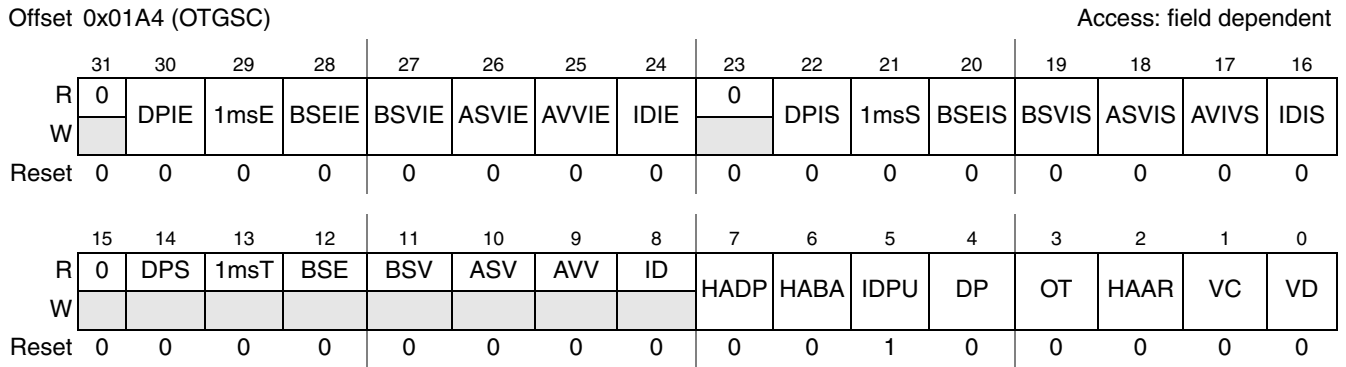 Offset 0x01A4 (OTGSC) Access: field dependent
31 30 29 28 27 26 25 24 23 22 21 20 19 18 17 16
R 0 DPIE 1msE BSEIE BSVIE ASVIE AVVIE IDIE 0 DPIS 1msS BSEIS BSVIS ASVIS AVIVS IDIS
W
Reset 0 0 0 0 0 0 0 0 0 0 0 0 0 0 0 0
15 14 13 12 11 10 9 8 7 6 5 4 3 2 1 0
R 0 DPS 1msT BSE BSV ASV AVV ID HADP HABA IDPU DP OT HAAR VC VD
W
Reset 0 0 0 0 0 0 0 0 0 0 1 0 0 0 0 0